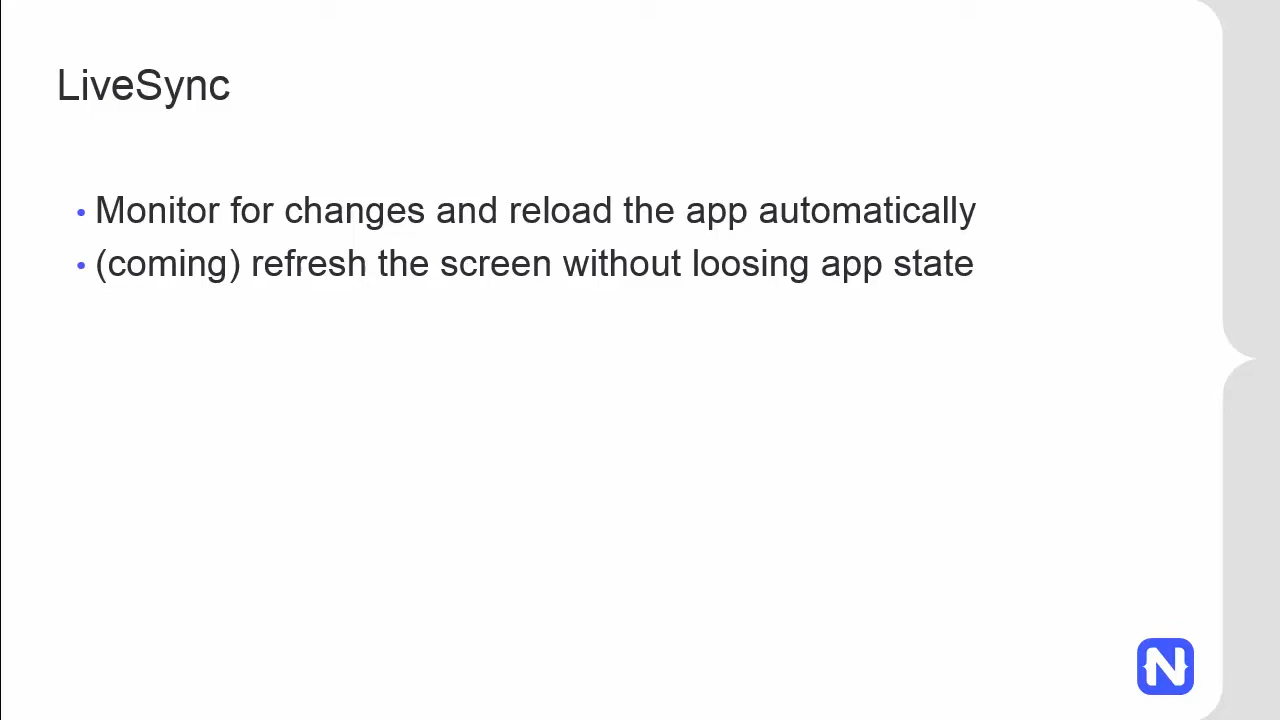 LiveSync
• Monitor for changes and reload the app automatically
• (coming) refresh the screen without loosing app state
N